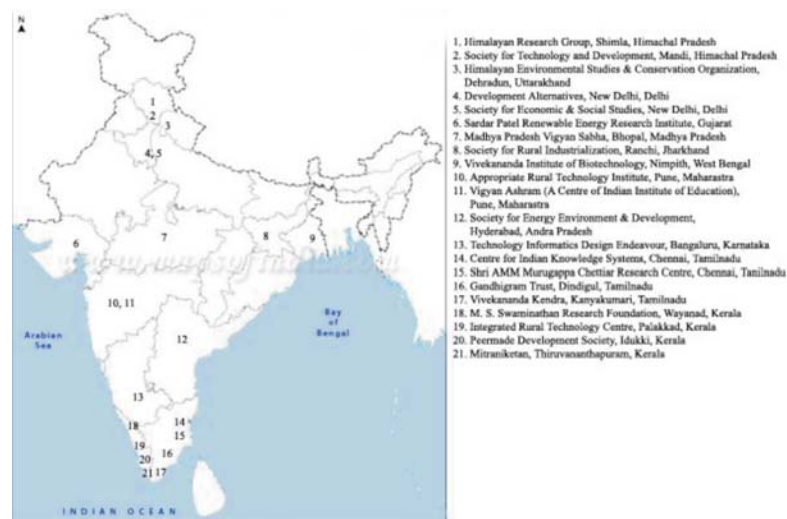 N
1. Himalayan Research Group, Shimla, Himachal Pradesh
2. Society for Technology and Development, Mandi, Himachal Pradesh
3. Himalayan Environmental Studies & Conservation Organization,
Dehradun, Uttarakhand
4. Development Alternatives, New Delhi, Delhi
5. Society for Economic & Social Studies, New Delhi, Delhi
6. Sardar Patel Renewable Energy Research Institute, Gujarat
7. Madhya Pradesh Vigyan Sabha, Bhopal, Madhya Pradesh
8. Society for Rural Industrialization, Ranchi, Jharkhand
9. Vivekananda Institute of Biotechnology, Nimpith, West Bengal
10. Appropriate Rural Technology Institute, Pune, Maharastra
11. Vigyan Ashram (A Centre of Indian Institute of Education),
Pune, Maharastra
12. Society for Energy Environment & Development,
Hyderabad, Andra Pradesh
13. Technology Informatics Design Endeavour, Bangaluru, Karnataka
14. Centre for Indian Knowledge Systems, Chennai, Tamilnadu
15. Shri AMM Murugappa Chettiar Research Centre, Chennai, Tanilnadu
16. Gandhigram Trust, Dindigul, Tamilnadu
17. Vivekananda Kendra, Kanyakumari, Tamilnadu
18. M. S. Swaminathan Research Foundation, Wayanad, Kerala
19. Integrated Rural Technology Centre, Palakkad, Kerala
20. Peermade Development Society, Idukki, Kerala
21. Mitraniketan, Thiruvananthapuram, Kerala
1
2
3
4, 5
6
7
8
9
www.mapsofindia.com
10, 11
Arabian
Sea
Bay
of
Bengal
12
13
14
15
18
19
16
20
21 17
INDIAN OCEAN